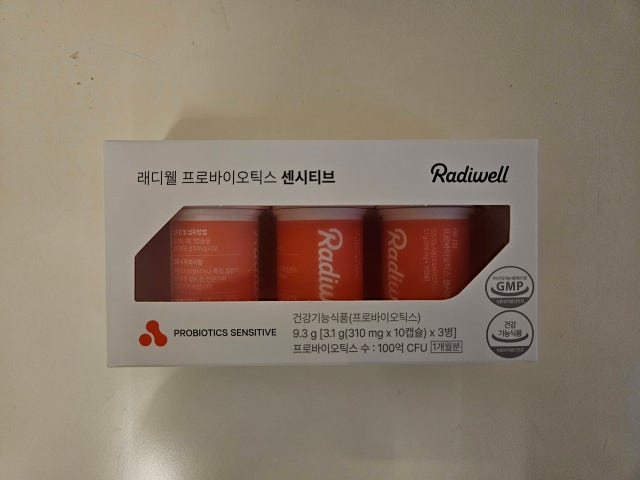 래디웰 프로바이오틱스 센시티브
Radiwell
Radiwell
Radiwell
PROBIOTICS SENSITIVE
건강기능식품(프로바이오틱스)
9.3 g [3.1 g(310 mg x 10캡슐) x 3병]
프로바이오틱스 수 : 100억 CFU 1개월분
GMP
건강
기능식품